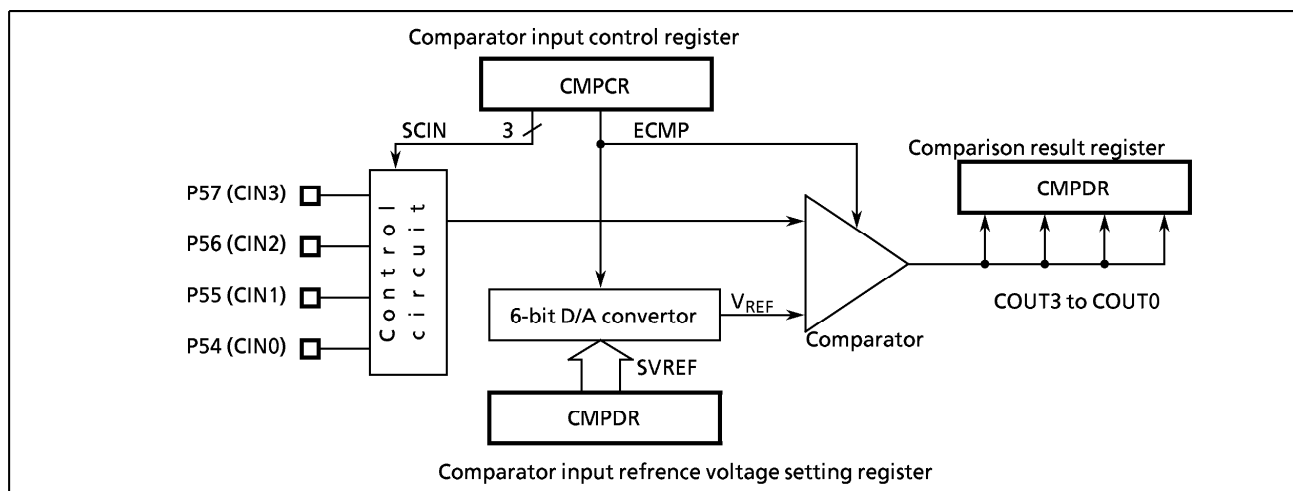 Comparator input control register
CMPCR
SCIN
3
ECMP
Comparison result register
CMPDR
P57 (CIN3)
P56 (CIN2)
P55 (CIN1)
P54 (CIN0)
Control
circuit
6-bit D/A convertor
VREF
Comparator
COUT3 to COUT0
SVREF
CMPDR
Comparator input refrence voltage setting register